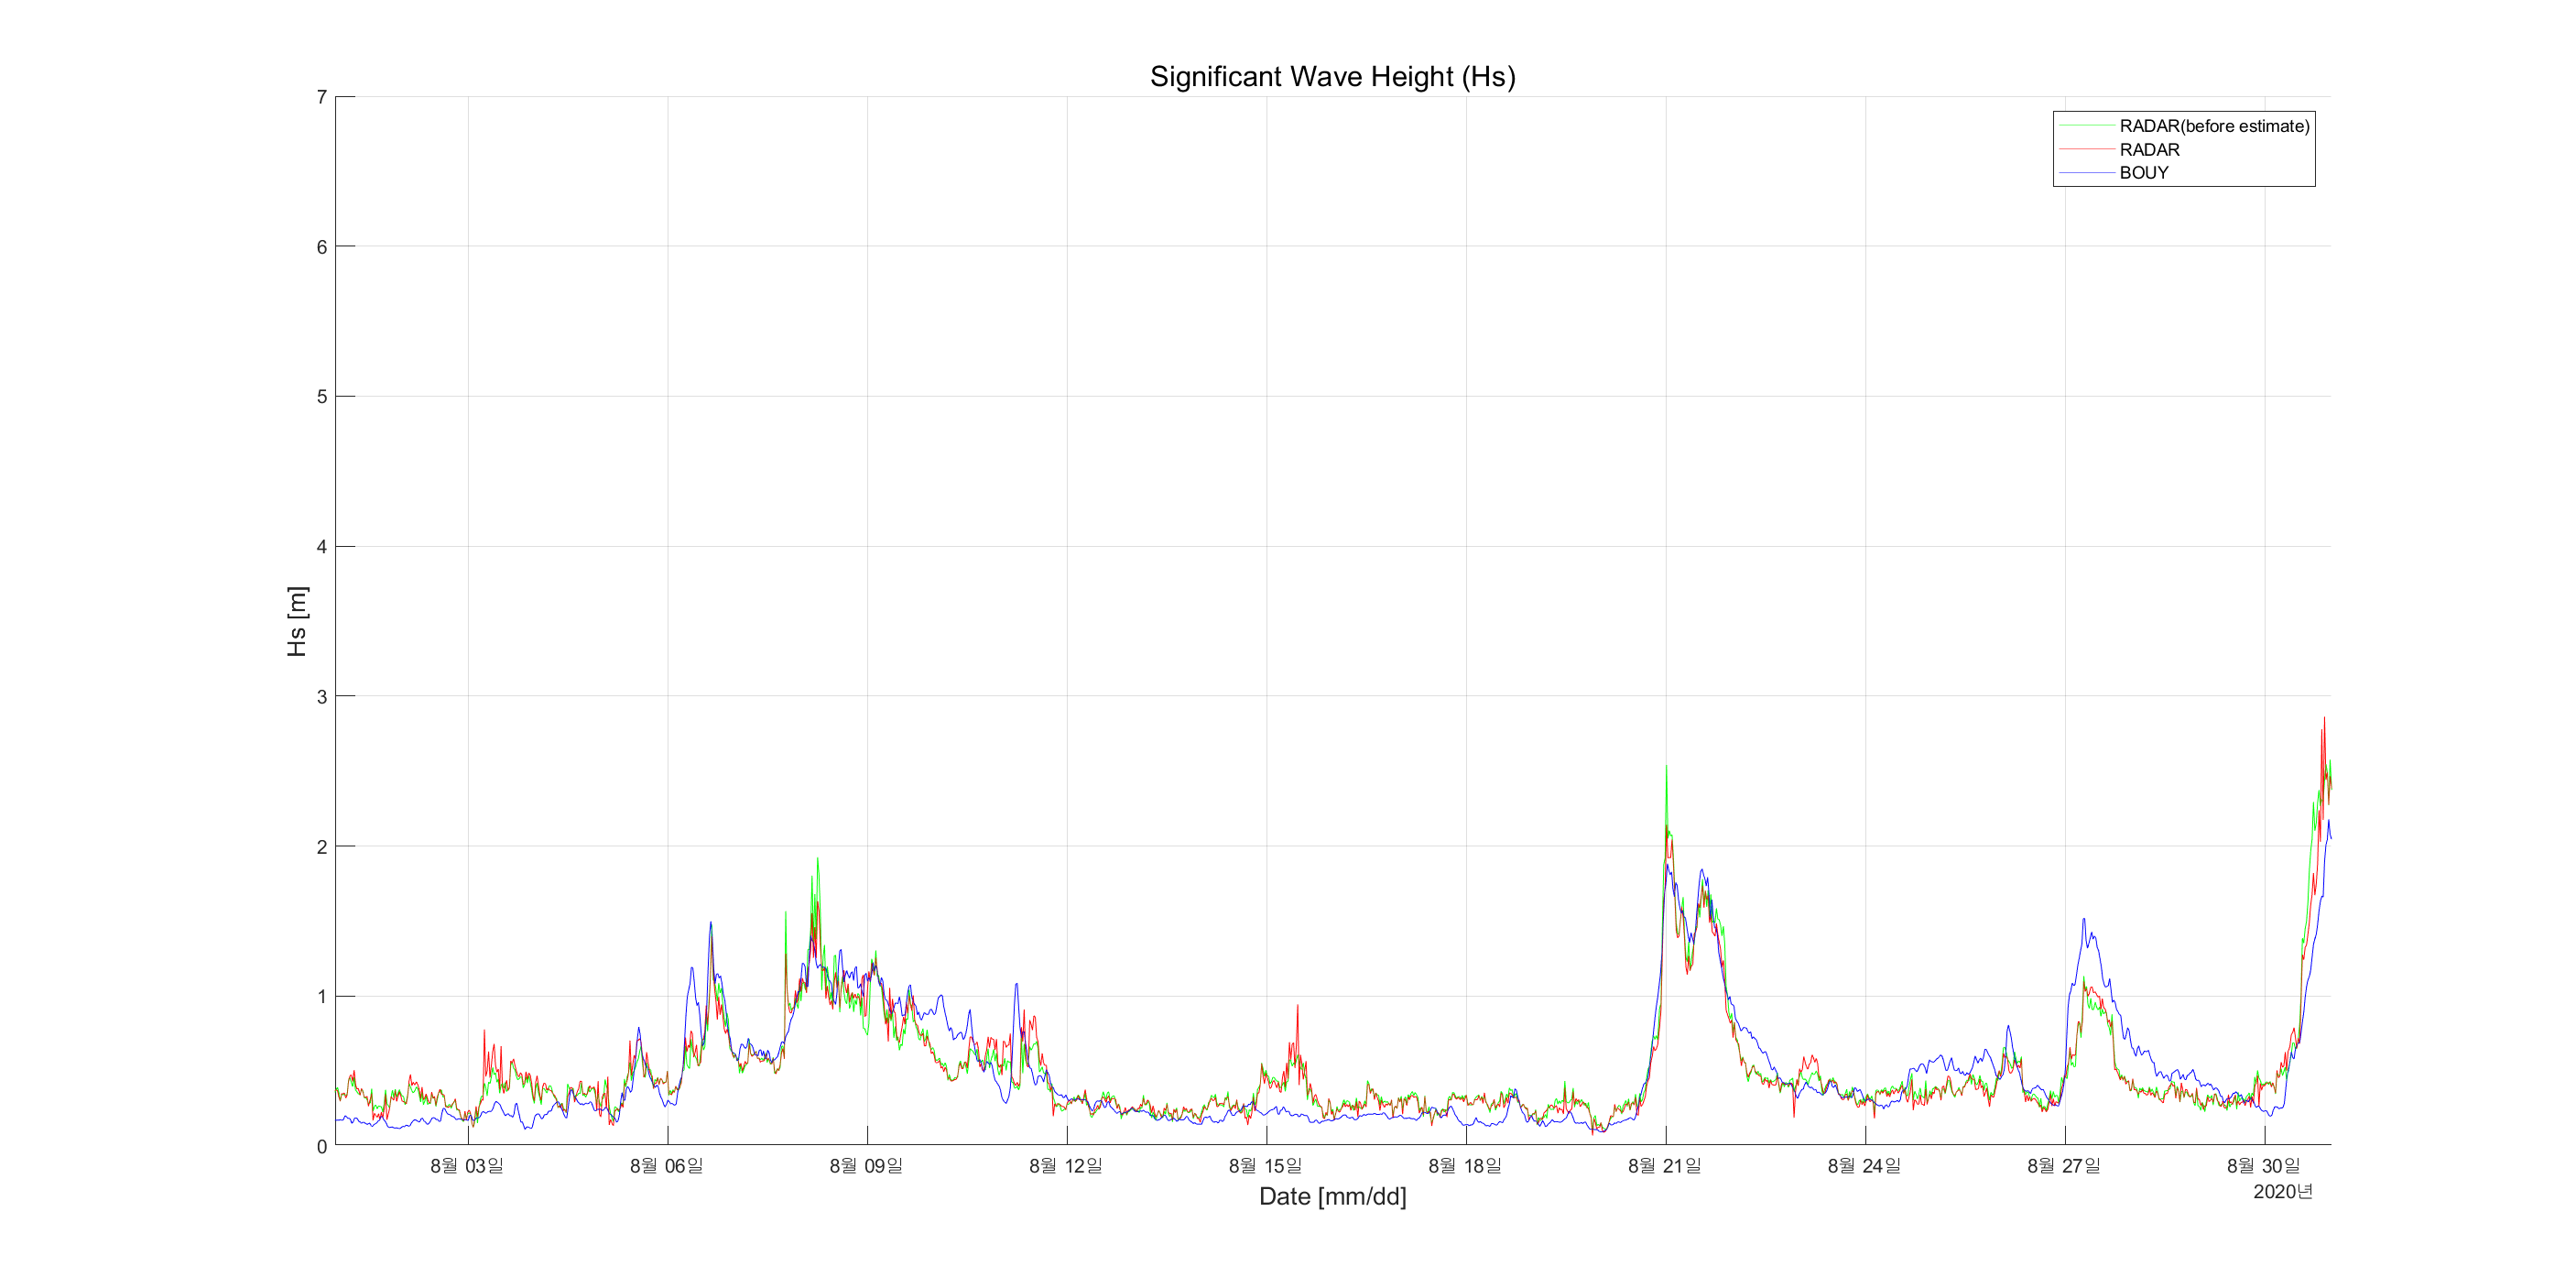 Significant Wave Height (Hs)
RADAR(before estimate)
RADAR
BOUY
7
6
5
4
3
2
1
0
Hs [m]
8월 03일 8월 06일 8월 09일 8월 12일 8월 15일 8월 18일 8월 21일 8월 24일 8월 27일 8월 30일
2020년
Date [mm/dd]